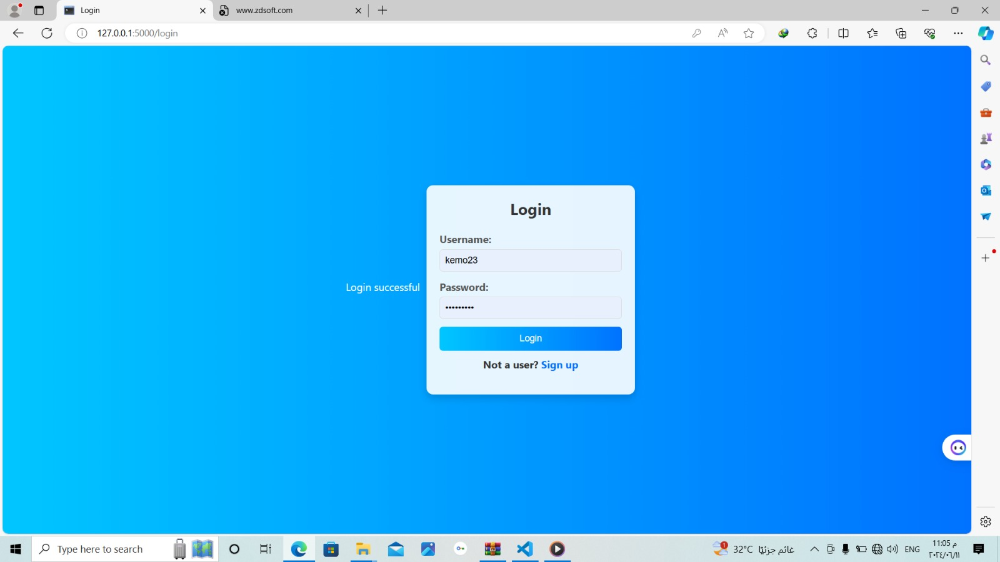 Login
www.zdsoft.com
127.0.0.1:5000/login
Login
Username:
kemo23
Login successful
Password:
•••••••••
Login
Not a user? Sign up
Type here to search
1
32°C غائم جزئيًا
ENG
11:05 م
٢٠٢٤/٠٦/١١